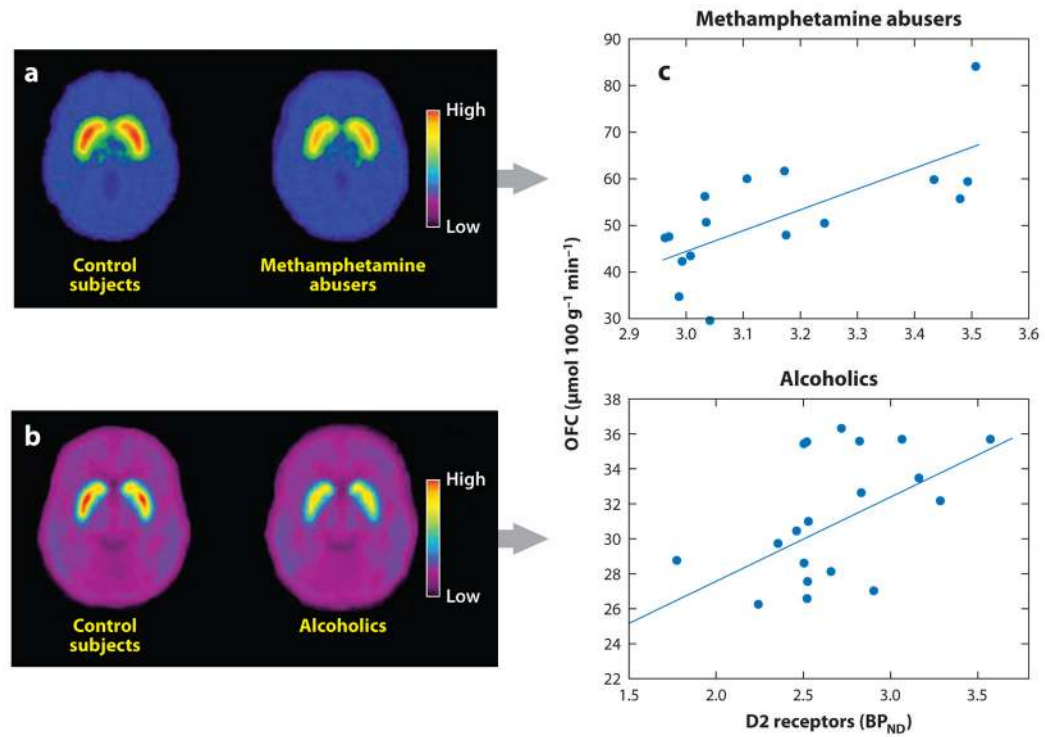 a
High
Low
Control
subjects
Methamphetamine
abusers
b
High
Low
Control
subjects
Alcoholics
Methamphetamine abusers
c
90
80
70
60
50
40
30
2.9 3.0 3.1 3.2 3.3 3.4 3.5 3.6
OFC (µmol 100 g⁻¹ min⁻¹)
Alcoholics
38
36
34
32
30
28
26
24
22
1.5 2.0 2.5 3.0 3.5
D2 receptors (BP_ND)